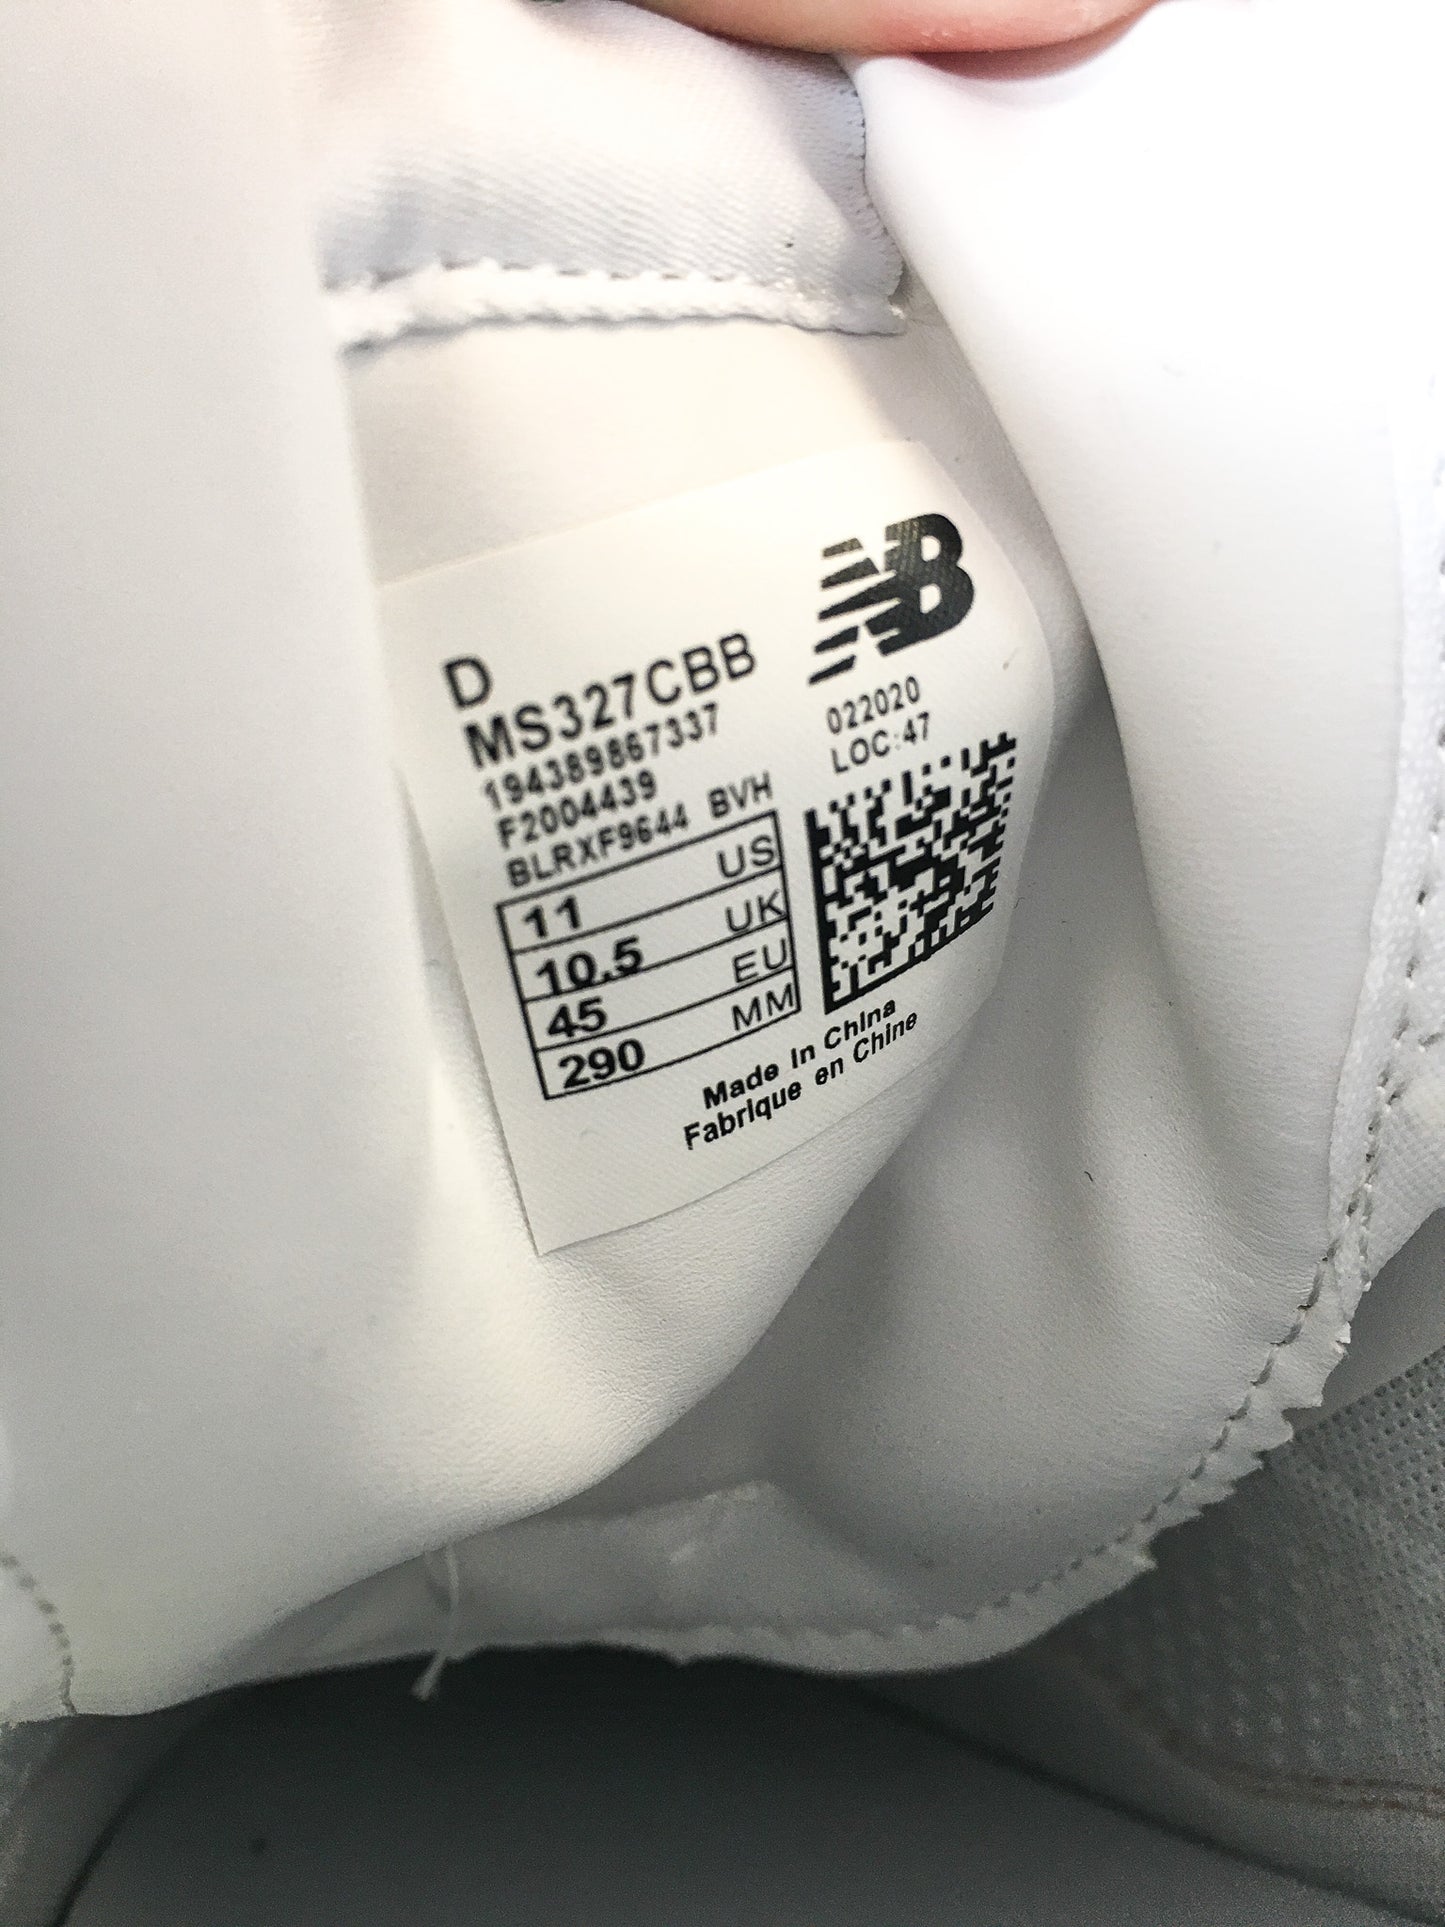 NB
D
MS327CBB
194389867337
F2004439
BLRXF9644 BVH
022020
LOC:47
11 US
10.5 UK
45 EU
290 MM
Made In China
Fabrique en Chine